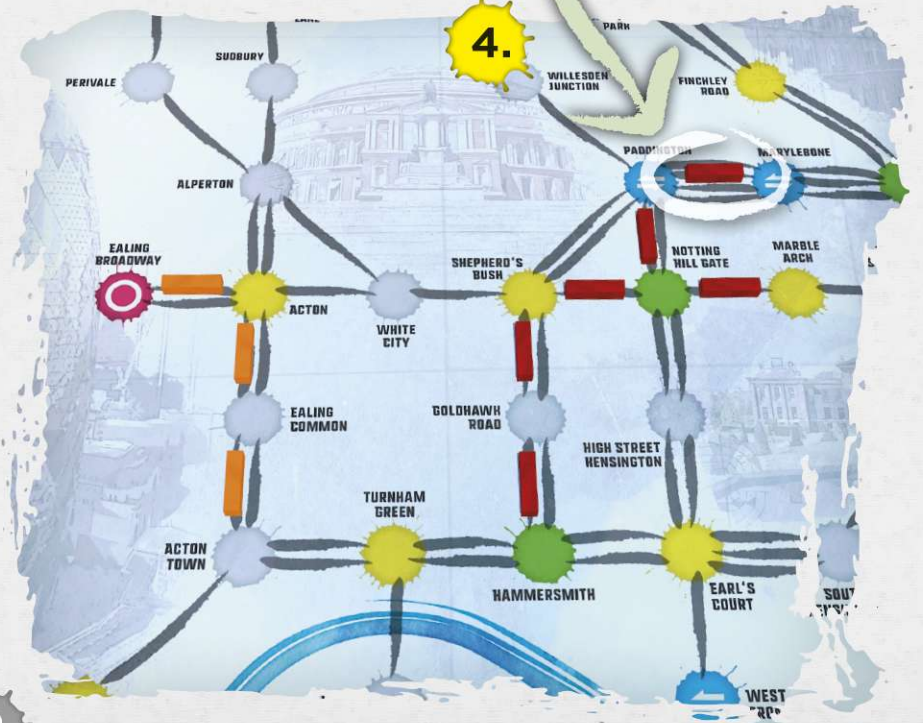 PARK
4.
SUDBURY
PERIVALE
WILLESDEN
JUNCTION
FINCHLEY
ROAD
PADDINGTON
MARYLEBONE
ALPERTON
EALING
BROADWAY
SHEPHERD'S
BUSH
NOTTING
HILL GATE
MARBLE
ARCH
ACTON
WHITE
CITY
EALING
COMMON
GOLDHAWK
ROAD
HIGH STREET
KENSINGTON
TURNHAM
GREEN
ACTON
TOWN
HAMMERSMITH
EARL'S
COURT
WEST